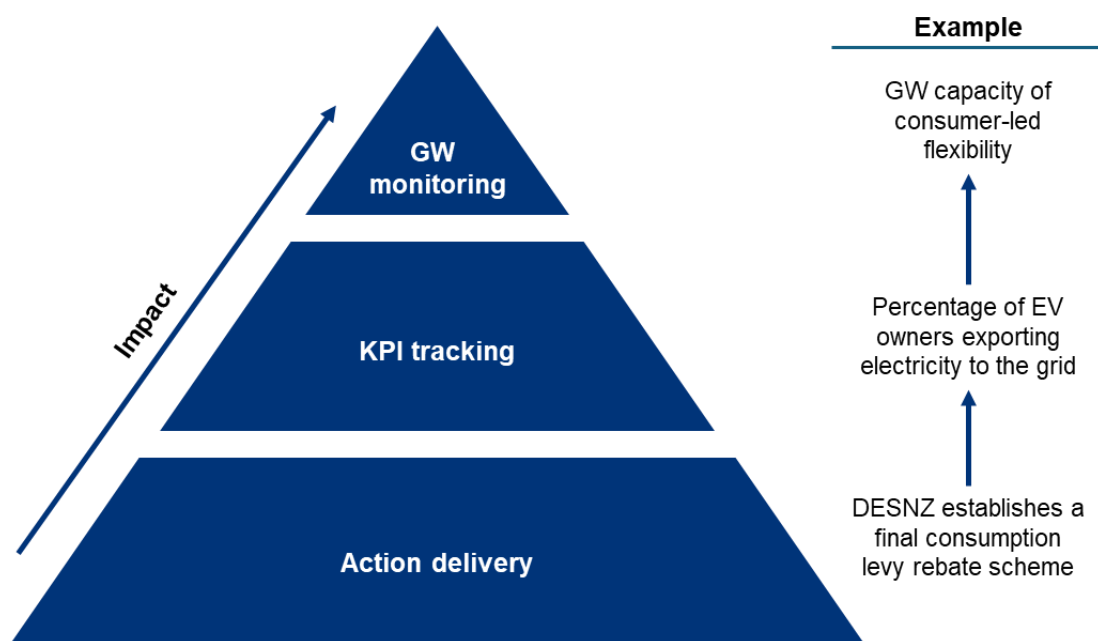 Example
GW capacity of
consumer-led
flexibility
GW
monitoring
Impact
KPI tracking
Percentage of EV
owners exporting
electricity to the grid
Action delivery
DESNZ establishes a
final consumption
levy rebate scheme